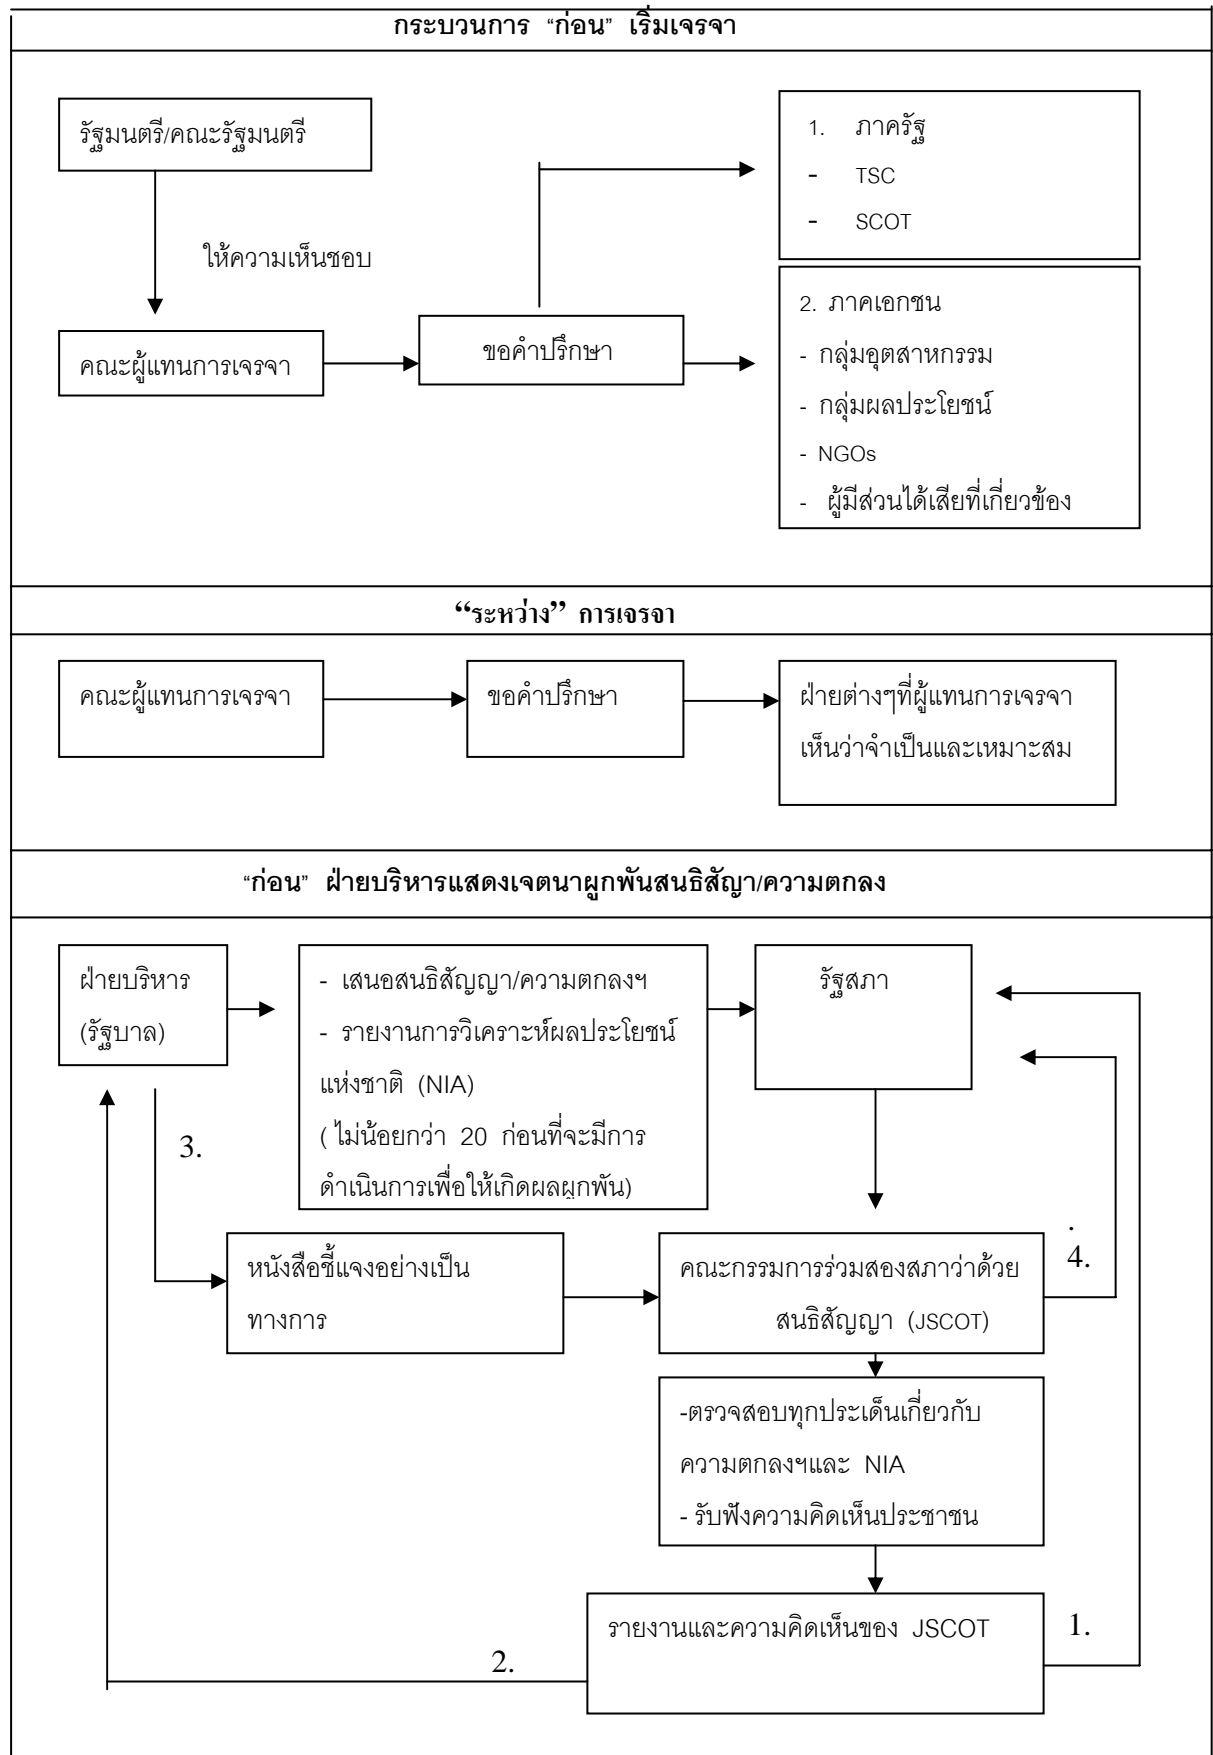 กระบวนการ “ก่อน” เริ่มเจรจา
รัฐมนตรี/คณะรัฐมนตรี
ให้ความเห็นชอบ
คณะผู้แทนการเจรจา
ขอคำปรึกษา
1. ภาครัฐ
- TSC
- SCOT
2. ภาคเอกชน
- กลุ่มอุตสาหกรรม
- กลุ่มผลประโยชน์
- NGOs
- ผู้มีส่วนได้เสียที่เกี่ยวข้อง
“ระหว่าง” การเจรจา
คณะผู้แทนการเจรจา
ขอคำปรึกษา
ฝ่ายต่างๆที่ผู้แทนการเจรจา
เห็นว่าจำเป็นและเหมาะสม
“ก่อน” ฝ่ายบริหารแสดงเจตนาผูกพันสนธิสัญา/ความตกลง
ฝ่ายบริหาร
(รัฐบาล)
- เสนอสนธิสัญญา/ความตกลงฯ
- รายงานการวิเคราะห์ผลประโยชน์
แห่งชาติ (NIA)
( ไม่น้อยกว่า 20 ก่อนที่จะมีการ
ดำเนินการเพื่อให้เกิดผลผูกพัน)
รัฐสภา
3.
หนังสือชี้แจงอย่างเป็น
ทางการ
คณะกรรมการร่วมสองสภาว่าด้วย
สนธิสัญญา (JSCOT)
.
4.
-ตรวจสอบทุกประเด็นเกี่ยวกับ
ความตกลงฯและ NIA
- รับฟังความคิดเห็นประชาชน
รายงานและความคิดเห็นของ JSCOT
1.
2.